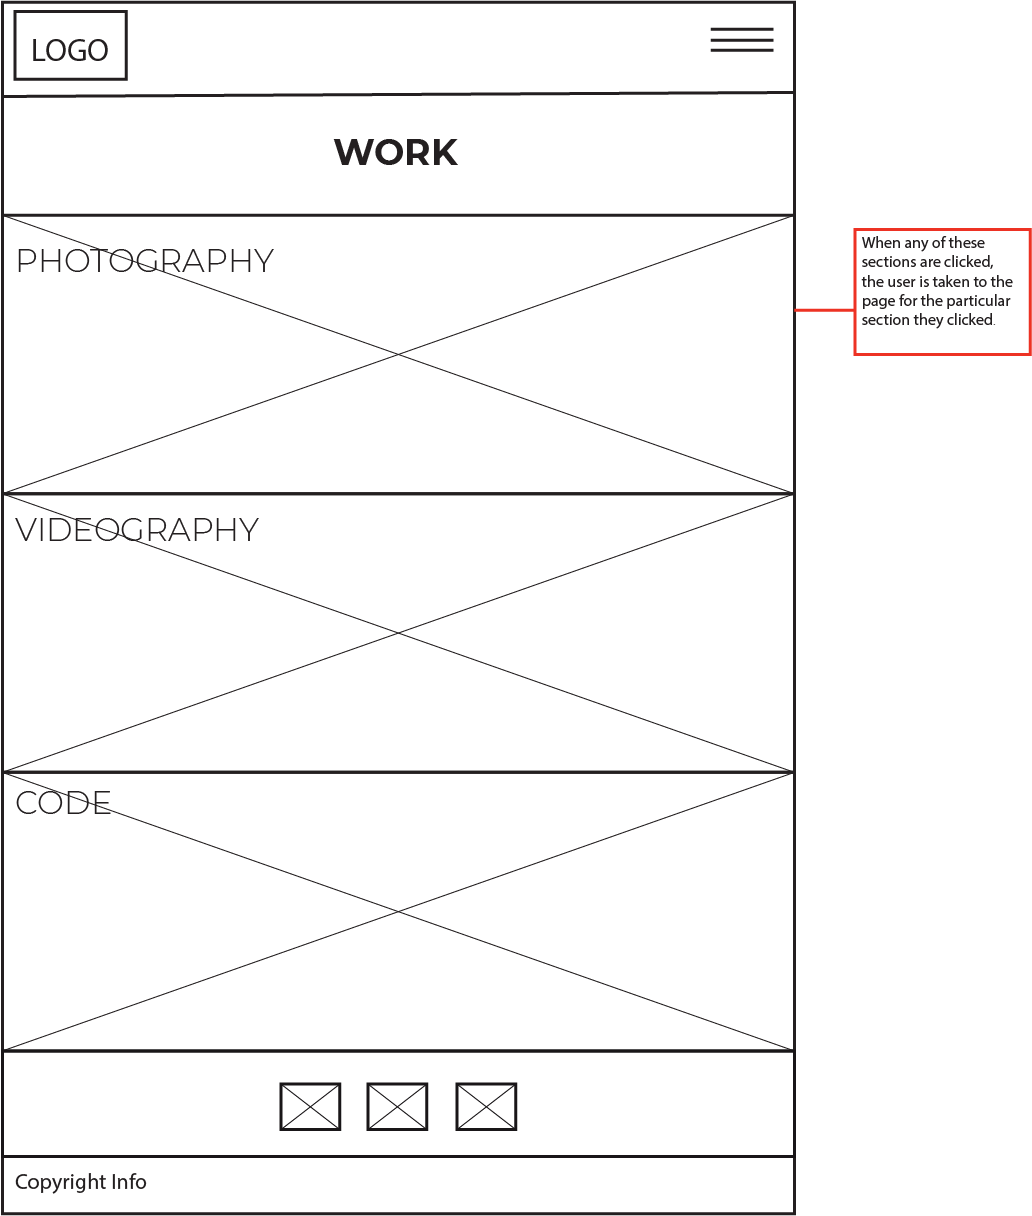 LOGO
WORK
PHOTOGRAPHY
When any of these
sections are clicked,
the user is taken to the
page for the particular
section they clicked.
VIDEOGRAPHY
CODE
Copyright Info